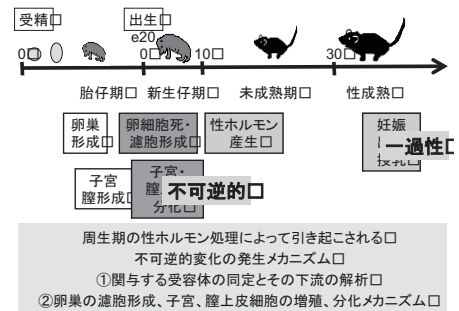 受精□
出生□
e20
0□
0□
10□
30□
胎仔期□
新生仔期□
未成熟期□
性成熟□
卵巣
形成□
卵細胞死・
濾胞形成□
性ホルモン
産生□
妊娠
一過性□
授乳□
子宮
膣形成□
子宮・
不可逆的□
分化□
周生期の性ホルモン処理によって引き起こされる□
不可逆的変化の発生メカニズム□
①関与する受容体の同定とその下流の解析□
②卵巣の濾胞形成、子宮、膣上皮細胞の増殖、分化メカニズム□